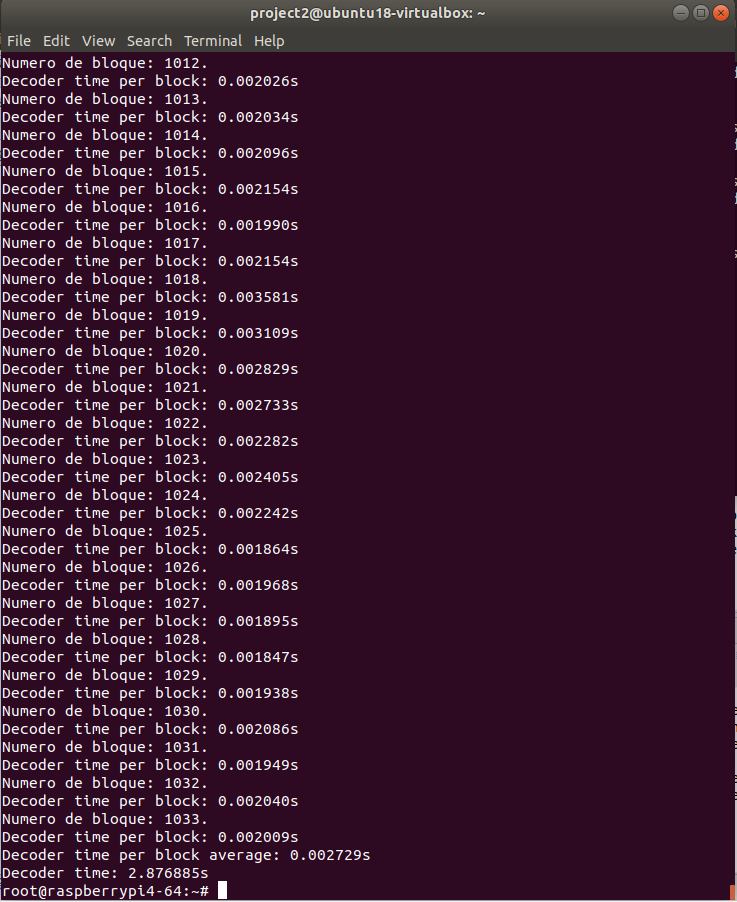 project2@ubuntu18-virtualbox: ~
File Edit View Search Terminal Help
Numero de bloque: 1012.
Decoder time per block: 0.002026s
Numero de bloque: 1013.
Decoder time per block: 0.002034s
Numero de bloque: 1014.
Decoder time per block: 0.002096s
Numero de bloque: 1015.
Decoder time per block: 0.002154s
Numero de bloque: 1016.
Decoder time per block: 0.001990s
Numero de bloque: 1017.
Decoder time per block: 0.002154s
Numero de bloque: 1018.
Decoder time per block: 0.003581s
Numero de bloque: 1019.
Decoder time per block: 0.003109s
Numero de bloque: 1020.
Decoder time per block: 0.002829s
Numero de bloque: 1021.
Decoder time per block: 0.002733s
Numero de bloque: 1022.
Decoder time per block: 0.002282s
Numero de bloque: 1023.
Decoder time per block: 0.002405s
Numero de bloque: 1024.
Decoder time per block: 0.002242s
Numero de bloque: 1025.
Decoder time per block: 0.001864s
Numero de bloque: 1026.
Decoder time per block: 0.001968s
Numero de bloque: 1027.
Decoder time per block: 0.001895s
Numero de bloque: 1028.
Decoder time per block: 0.001847s
Numero de bloque: 1029.
Decoder time per block: 0.001938s
Numero de bloque: 1030.
Decoder time per block: 0.002086s
Numero de bloque: 1031.
Decoder time per block: 0.001949s
Numero de bloque: 1032.
Decoder time per block: 0.002040s
Numero de bloque: 1033.
Decoder time per block: 0.002009s
Decoder time per block average: 0.002729s
Decoder time: 2.876885s
root@raspberrypi4-64:~#